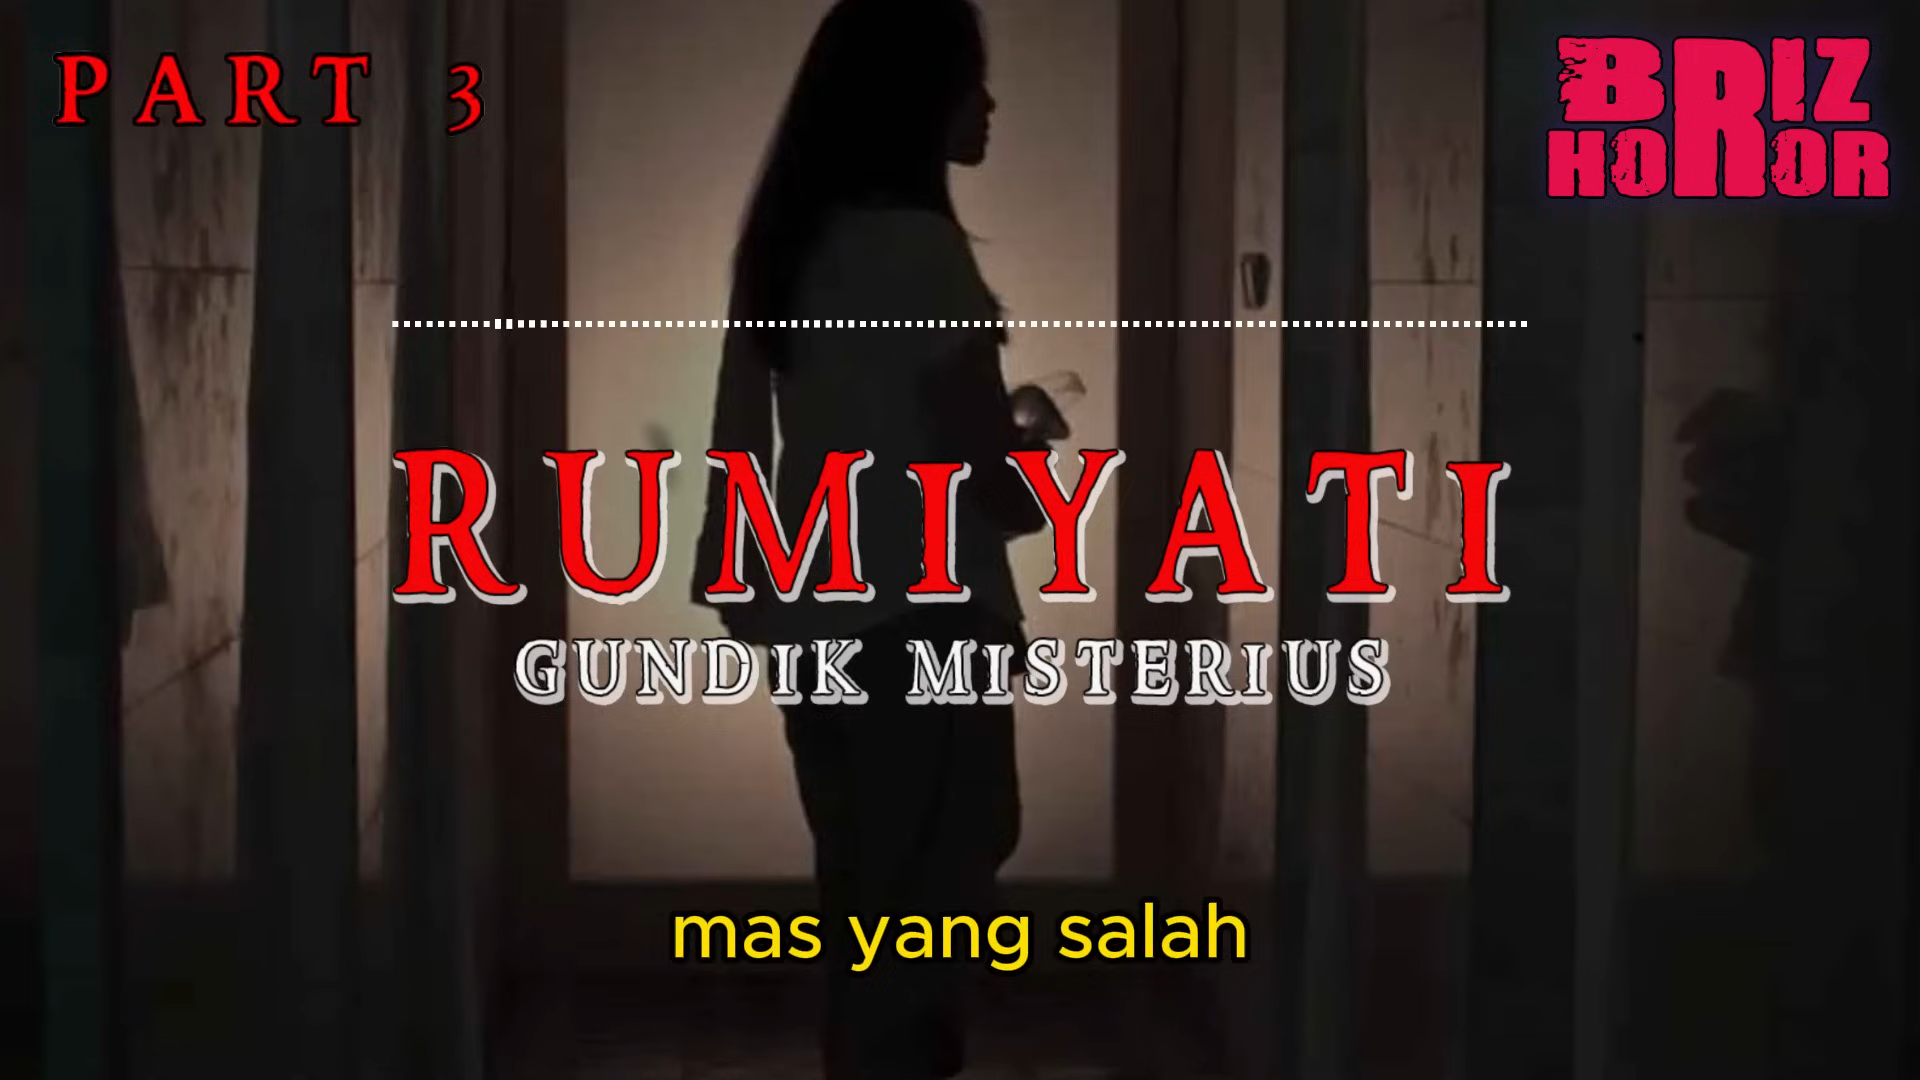 PART 3
BRIZ
HOROR
RUMIYATI
GUNDIK MISTERIUS
mas yang salah